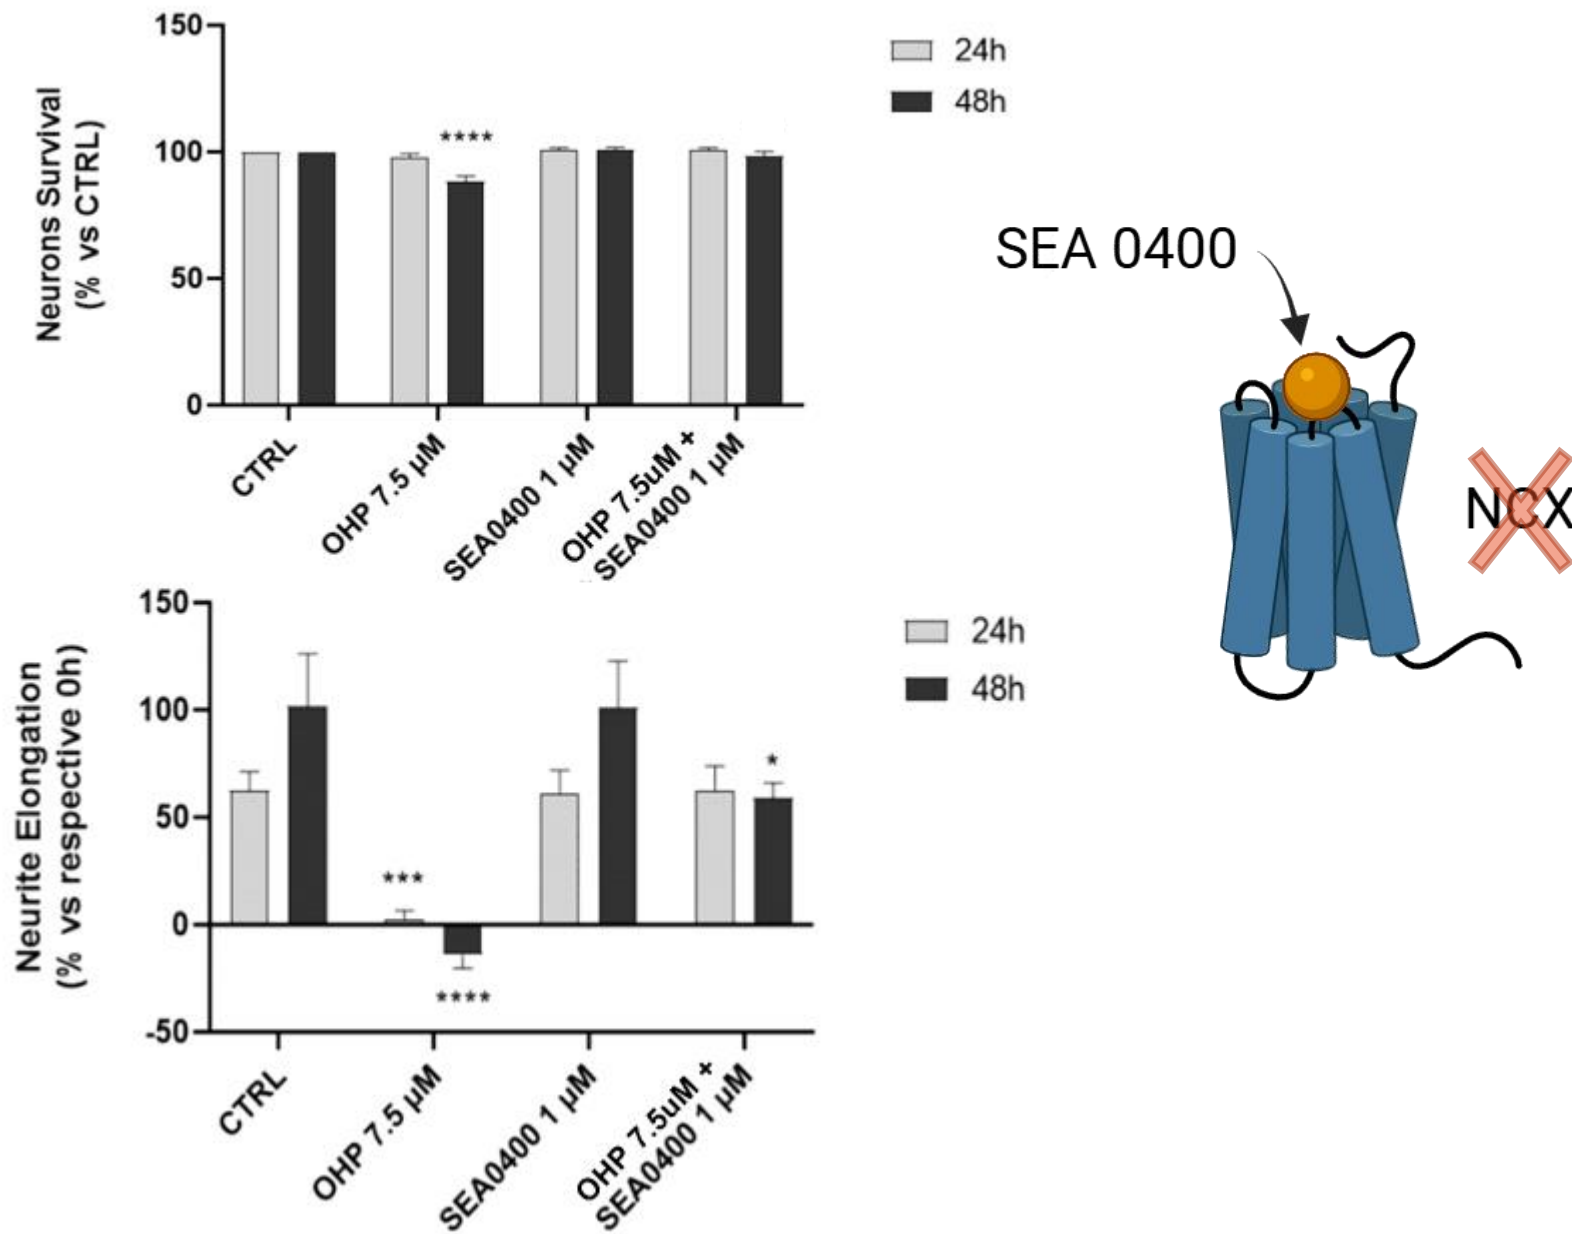 150
100
50
0
Neurons Survival
(% vs CTRL)
****
CTRL
OHP 7.5 µM
SEA0400 1 µM
OHP 7.5uM +
SEA0400 1 µM
24h
48h
SEA 0400
NCX
150
100
50
0
-50
Neurite Elongation
(% vs respective 0h)
***
****
*
CTRL
OHP 7.5 µM
SEA0400 1 µM
OHP 7.5uM +
SEA0400 1 µM
24h
48h